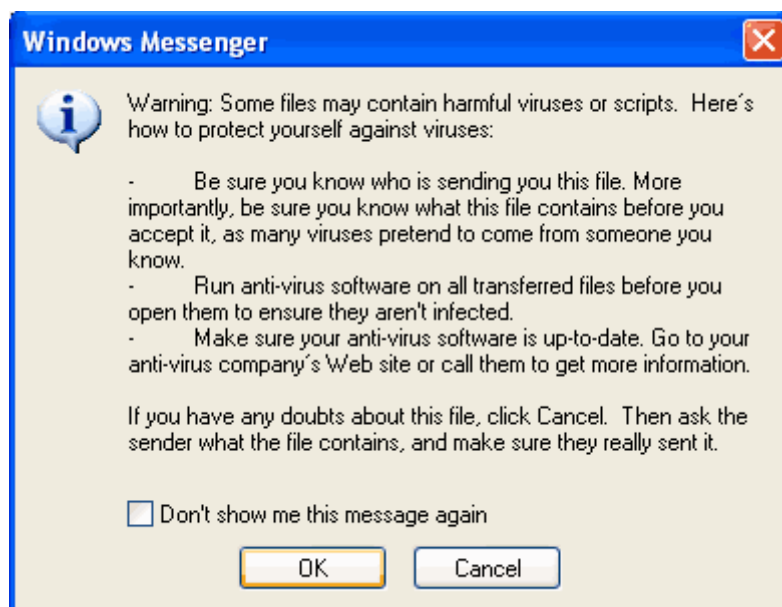 Windows Messenger
Warning: Some files may contain harmful viruses or scripts.  Here´s
how to protect yourself against viruses:
-        Be sure you know who is sending you this file. More
importantly, be sure you know what this file contains before you
accept it, as many viruses pretend to come from someone you
know.
-        Run anti-virus software on all transferred files before you
open them to ensure they aren't infected.
-        Make sure your anti-virus software is up-to-date. Go to your
anti-virus company´s Web site or call them to get more information.
If you have any doubts about this file, click Cancel.  Then ask the
sender what the file contains, and make sure they really sent it.
Don't show me this message again
OK Cancel